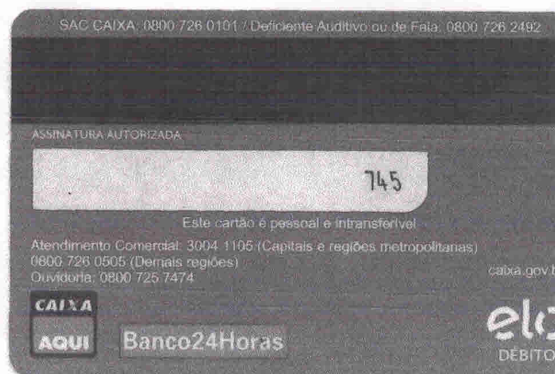 SAC CAIXA: 0800 726 0101 / Deficiente Auditivo ou de Fala: 0800 726 2492
ASSINATURA AUTORIZADA
745
Este cartão é pessoal e intransferível
Atendimento Comercial: 3004 1105 (Capitais e regiões metropolitanas)
0800 726 0505 (Demais regiões)
Ouvidoria: 0800 725 7474
caixa.gov.b
CAIXA
AQUI
Banco24Horas
elo
DÉBITO